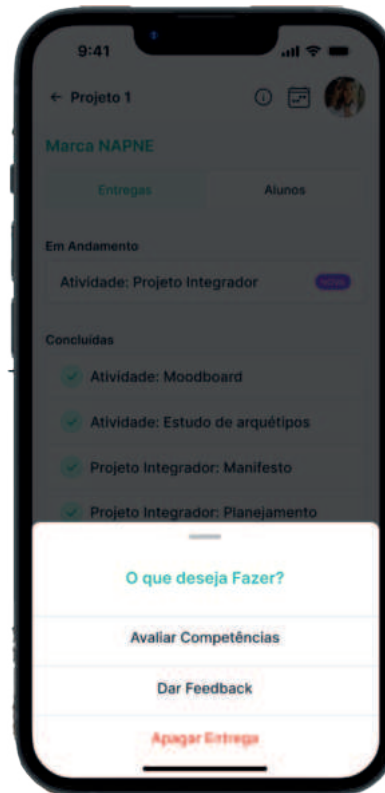 9:41
← Projeto 1
Marca NAPNE
Entregas
Alunos
Em Andamento
Atividade: Projeto Integrador
Concluídas
Atividade: Moodboard
Atividade: Estudo de arquétipos
Projeto Integrador: Manifesto
Projeto Integrador: Planejamento
O que deseja Fazer?
Avaliar Competências
Dar Feedback
Apagar Entrega